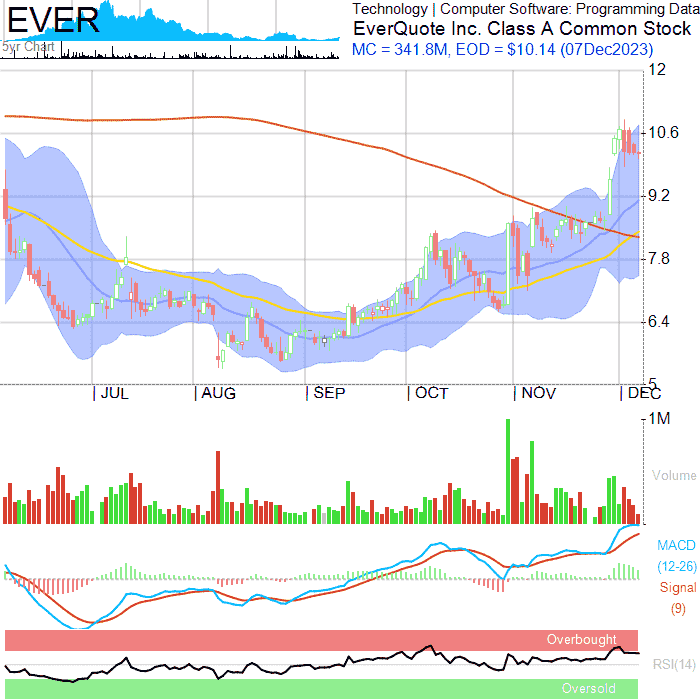 EVER
5yr Chart
Technology | Computer Software: Programming Data
EverQuote Inc. Class A Common Stock
MC = 341.8M, EOD = $10.14 (07Dec2023)
12
10.6
9.2
7.8
6.4
5
JUL
AUG
SEP
OCT
NOV
DEC
1M
Volume
MACD
(12-26)
Signal
(9)
Overbought
RSI(14)
Oversold